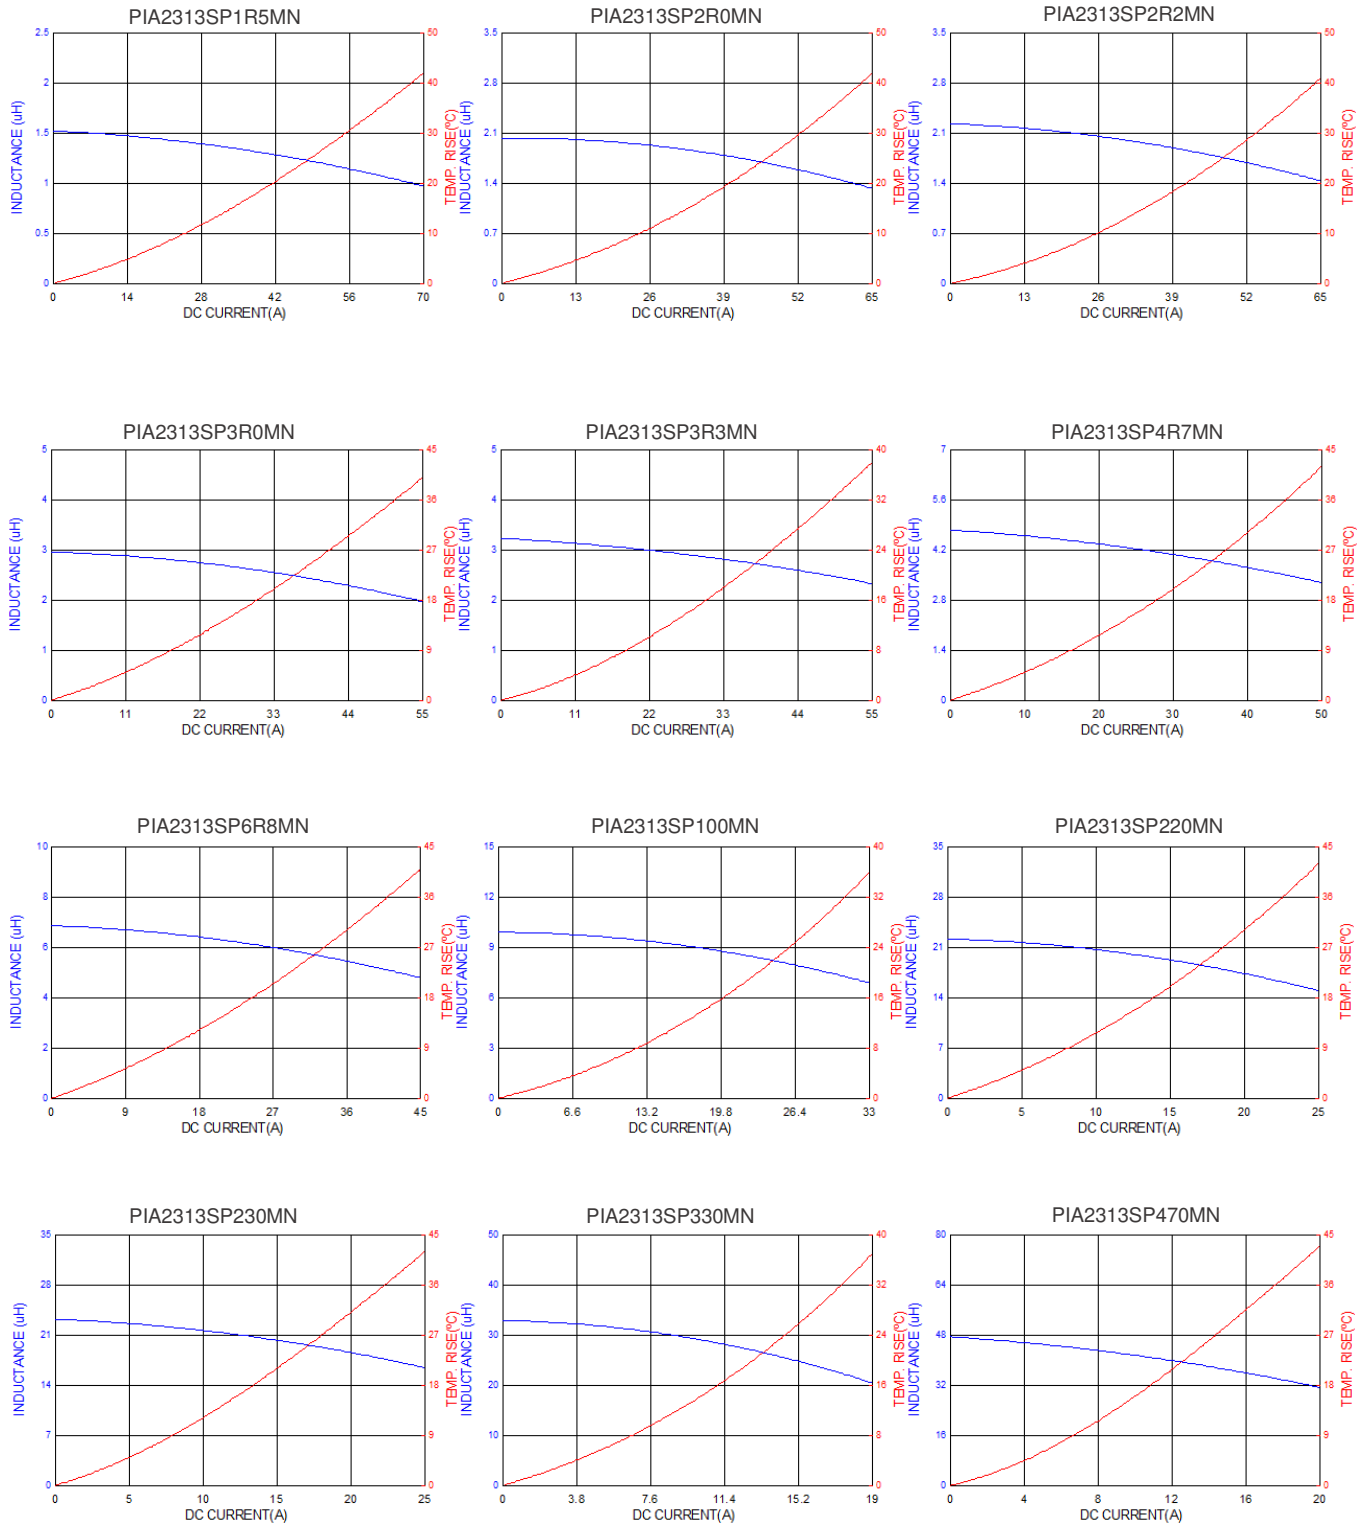 PIA2313SP1R5MN
2.5
2
1.5
1
0.5
0
50
40
30
20
10
0
INDUCTANCE (uH)
TEMP. RISE(ºC)
0 14 28 42 56 70
DC CURRENT(A)
PIA2313SP2R0MN
3.5
2.8
2.1
1.4
0.7
0
50
40
30
20
10
0
INDUCTANCE (uH)
TEMP. RISE(ºC)
0 13 26 39 52 65
DC CURRENT(A)
PIA2313SP2R2MN
3.5
2.8
2.1
1.4
0.7
0
50
40
30
20
10
0
INDUCTANCE (uH)
TEMP. RISE(ºC)
0 13 26 39 52 65
DC CURRENT(A)
PIA2313SP3R0MN
5
4
3
2
1
0
45
36
27
18
9
0
INDUCTANCE (uH)
TEMP. RISE(ºC)
0 11 22 33 44 55
DC CURRENT(A)
PIA2313SP3R3MN
5
4
3
2
1
0
40
32
24
16
8
0
INDUCTANCE (uH)
TEMP. RISE(ºC)
0 11 22 33 44 55
DC CURRENT(A)
PIA2313SP4R7MN
7
5.6
4.2
2.8
1.4
0
45
36
27
18
9
0
INDUCTANCE (uH)
TEMP. RISE(ºC)
0 10 20 30 40 50
DC CURRENT(A)
PIA2313SP6R8MN
10
8
6
4
2
0
45
36
27
18
9
0
INDUCTANCE (uH)
TEMP. RISE(ºC)
0 9 18 27 36 45
DC CURRENT(A)
PIA2313SP100MN
15
12
9
6
3
0
40
32
24
16
8
0
INDUCTANCE (uH)
TEMP. RISE(ºC)
0 6.6 13.2 19.8 26.4 33
DC CURRENT(A)
PIA2313SP220MN
35
28
21
14
7
0
45
36
27
18
9
0
INDUCTANCE (uH)
TEMP. RISE(ºC)
0 5 10 15 20 25
DC CURRENT(A)
PIA2313SP230MN
35
28
21
14
7
0
45
36
27
18
9
0
INDUCTANCE (uH)
TEMP. RISE(ºC)
0 5 10 15 20 25
DC CURRENT(A)
PIA2313SP330MN
50
40
30
20
10
0
40
32
24
16
8
0
INDUCTANCE (uH)
TEMP. RISE(ºC)
0 3.8 7.6 11.4 15.2 19
DC CURRENT(A)
PIA2313SP470MN
80
64
48
32
16
0
45
36
27
18
9
0
INDUCTANCE (uH)
TEMP. RISE(ºC)
0 4 8 12 16 20
DC CURRENT(A)